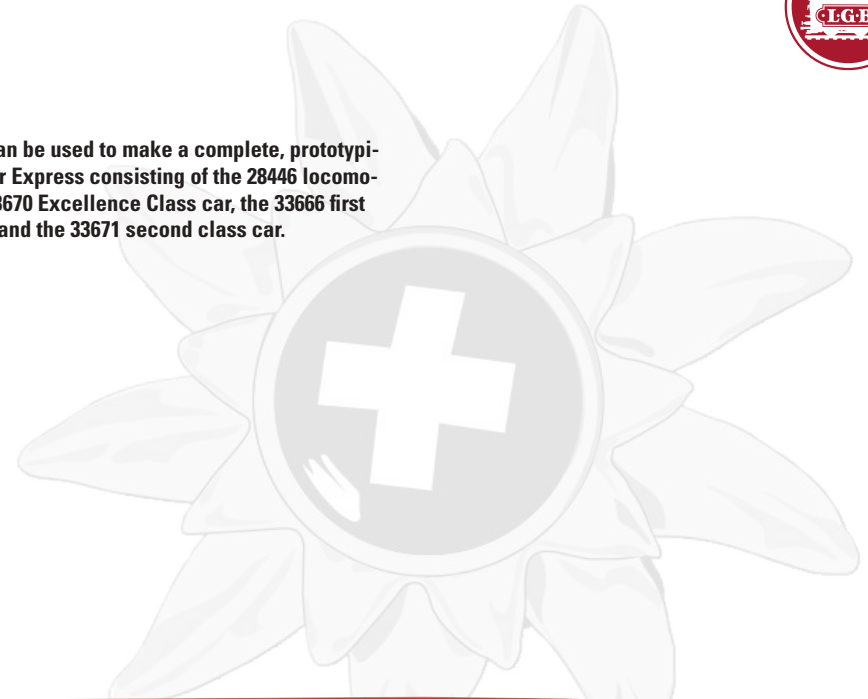 an be used to make a complete, prototypi-
r Express consisting of the 28446 locomo-
3670 Excellence Class car, the 33666 first
and the 33671 second class car.
LGB